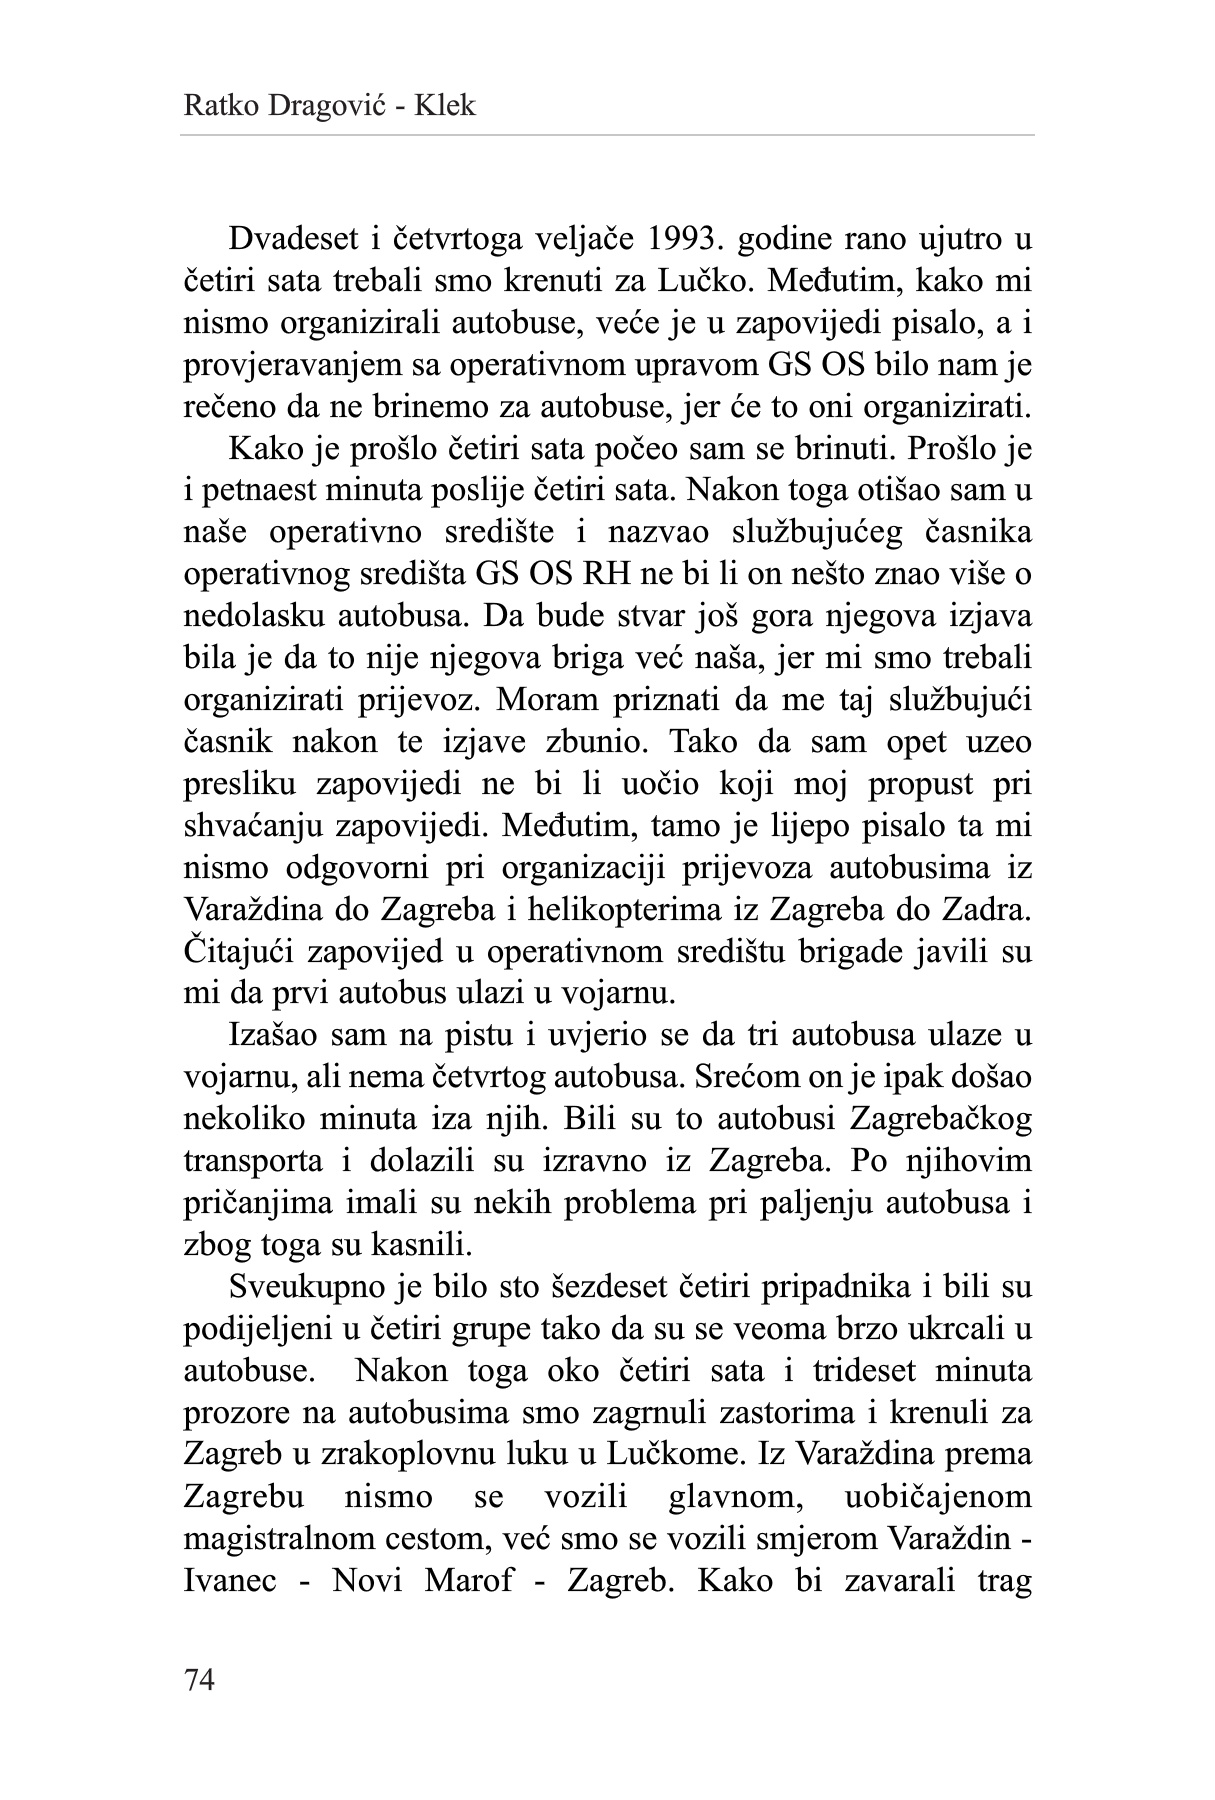 Ratko Dragović - Klek
Dvadeset i četvrtoga veljače 1993. godine rano ujutro u
četiri sata trebali smo krenuti za Lučko. Međutim, kako mi
nismo organizirali autobuse, veće je u zapovijedi pisalo, a i
provjeravanjem sa operativnom upravom GS OS bilo nam je
rečeno da ne brinemo za autobuse, jer će to oni organizirati.
Kako je prošlo četiri sata počeo sam se brinuti. Prošlo je
i petnaest minuta poslije četiri sata. Nakon toga otišao sam u
naše operativno središte i nazvao službujućeg časnika
operativnog središta GS OS RH ne bi li on nešto znao više o
nedolasku autobusa. Da bude stvar još gora njegova izjava
bila je da to nije njegova briga već naša, jer mi smo trebali
organizirati prijevoz. Moram priznati da me taj službujući
časnik nakon te izjave zbunio. Tako da sam opet uzeo
presliku zapovijedi ne bi li uočio koji moj propust pri
shvaćanju zapovijedi. Međutim, tamo je lijepo pisalo ta mi
nismo odgovorni pri organizaciji prijevoza autobusima iz
Varaždina do Zagreba i helikopterima iz Zagreba do Zadra.
Čitajući zapovijed u operativnom središtu brigade javili su
mi da prvi autobus ulazi u vojarnu.
Izašao sam na pistu i uvjerio se da tri autobusa ulaze u
vojarnu, ali nema četvrtog autobusa. Srećom on je ipak došao
nekoliko minuta iza njih. Bili su to autobusi Zagrebačkog
transporta i dolazili su izravno iz Zagreba. Po njihovim
pričanjima imali su nekih problema pri paljenju autobusa i
zbog toga su kasnili.
Sveukupno je bilo sto šezdeset četiri pripadnika i bili su
podijeljeni u četiri grupe tako da su se veoma brzo ukrcali u
autobuse. Nakon toga oko četiri sata i trideset minuta
prozore na autobusima smo zagrnuli zastorima i krenuli za
Zagreb u zrakoplovnu luku u Lučkome. Iz Varaždina prema
Zagrebu nismo se vozili glavnom, uobičajenom
magistralnom cestom, već smo se vozili smjerom Varaždin -
Ivanec - Novi Marof - Zagreb. Kako bi zavarali trag
74